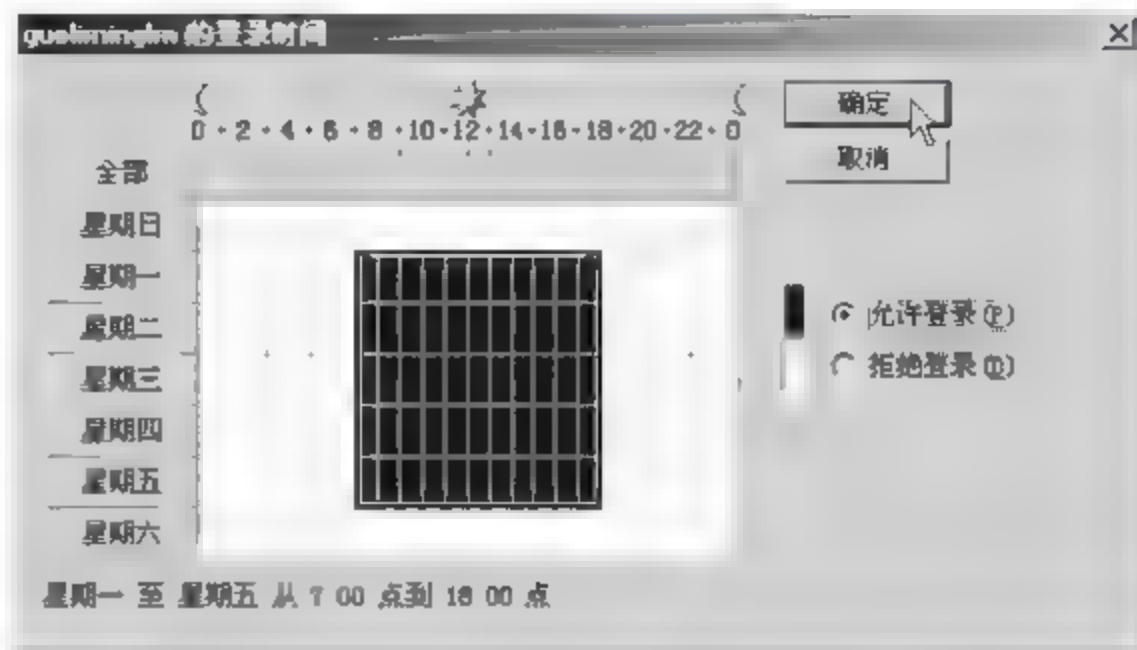 的登录时间
0·2·4·6·8·10·12·14·16·18·20·22·0
确定
取消
全部
星期日
星期一
星期二
星期三
星期四
星期五
星期六
允许登录(P)
拒绝登录(D)
星期一 至 星期五 从 7 00 点到 18 00 点